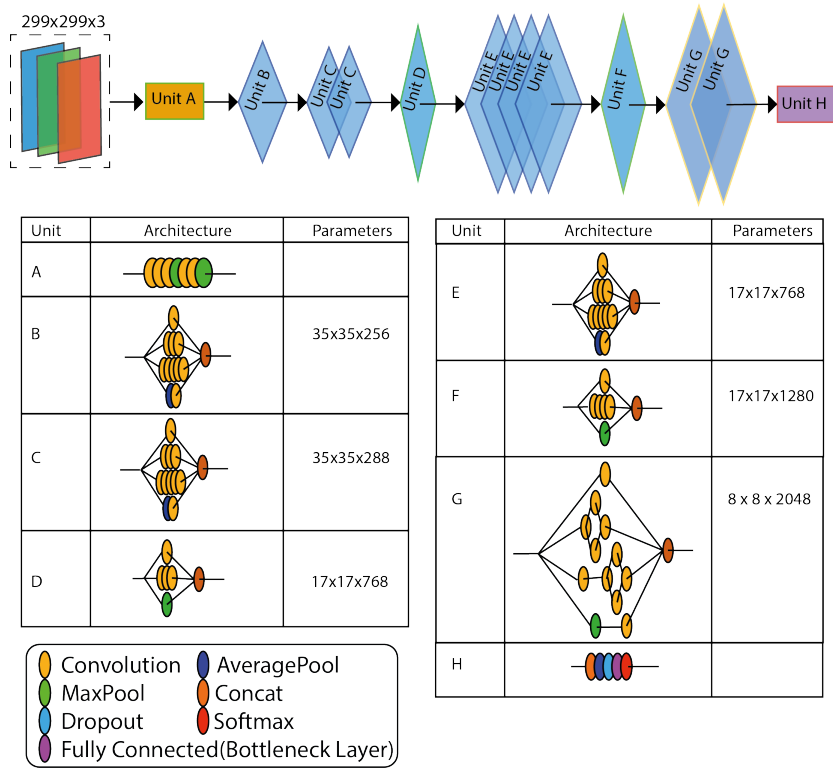 299x299x3
Unit A
Unit B
Unit C
Unit C
Unit D
Unit E
Unit E
Unit E
Unit E
Unit F
Unit G
Unit G
Unit H
Unit Architecture Parameters
A
B 35x35x256
C 35x35x288
D 17x17x768
Unit Architecture Parameters
E 17x17x768
F 17x17x1280
G 8 x 8 x 2048
H
Convolution AveragePool
MaxPool Concat
Dropout Softmax
Fully Connected(Bottleneck Layer)